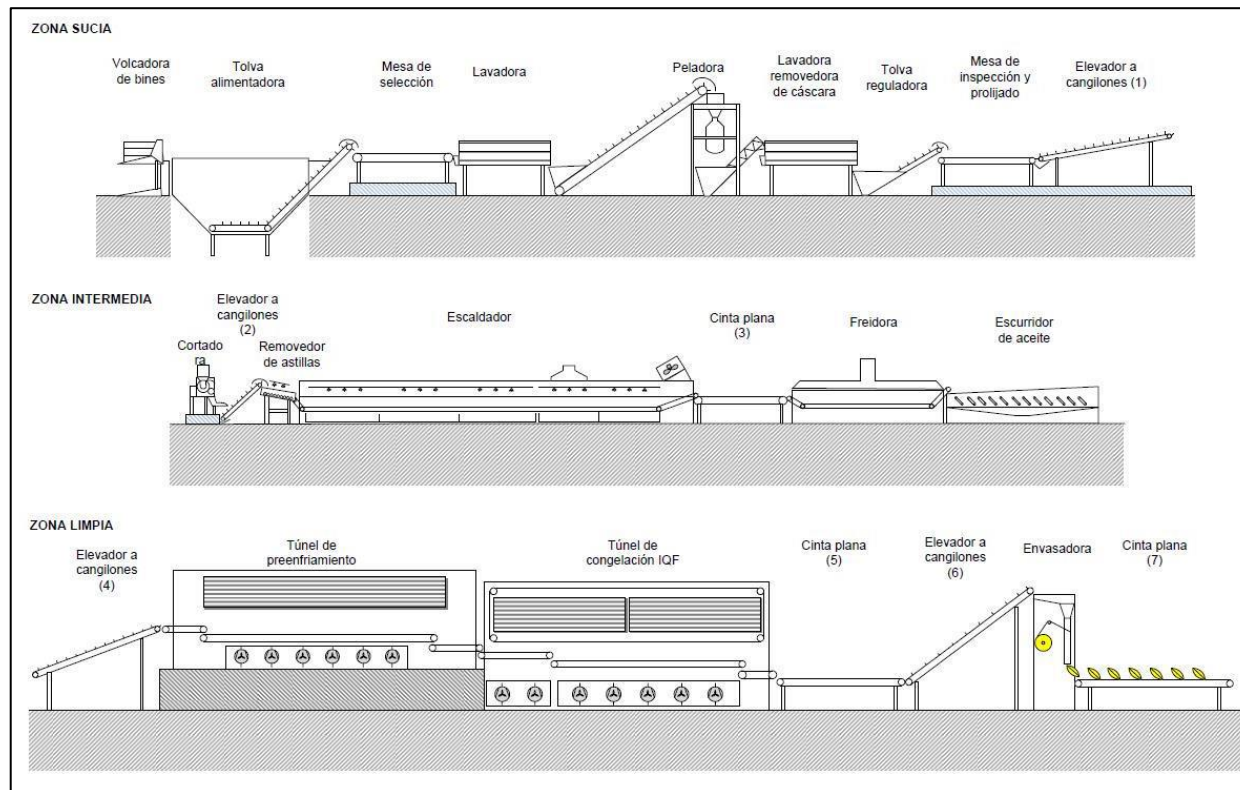 ZONA SUCIA
Volcadora
de bines
Tolva
alimentadora
Mesa de
selección
Lavadora
Peladora
Lavadora
removedora
de cáscara
Tolva
reguladora
Mesa de
inspección y
prolijado
Elevador a
cangilones (1)
ZONA INTERMEDIA
Cortado
ra
Elevador a
cangilones
(2)
Removedor
de astillas
Escaldador
Cinta plana
(3)
Freidora
Escurridor
de aceite
ZONA LIMPIA
Elevador a
cangilones
(4)
Túnel de
preenfriamiento
Túnel de
congelación IQF
Cinta plana
(5)
Elevador a
cangilones
(6)
Envasadora
Cinta plana
(7)